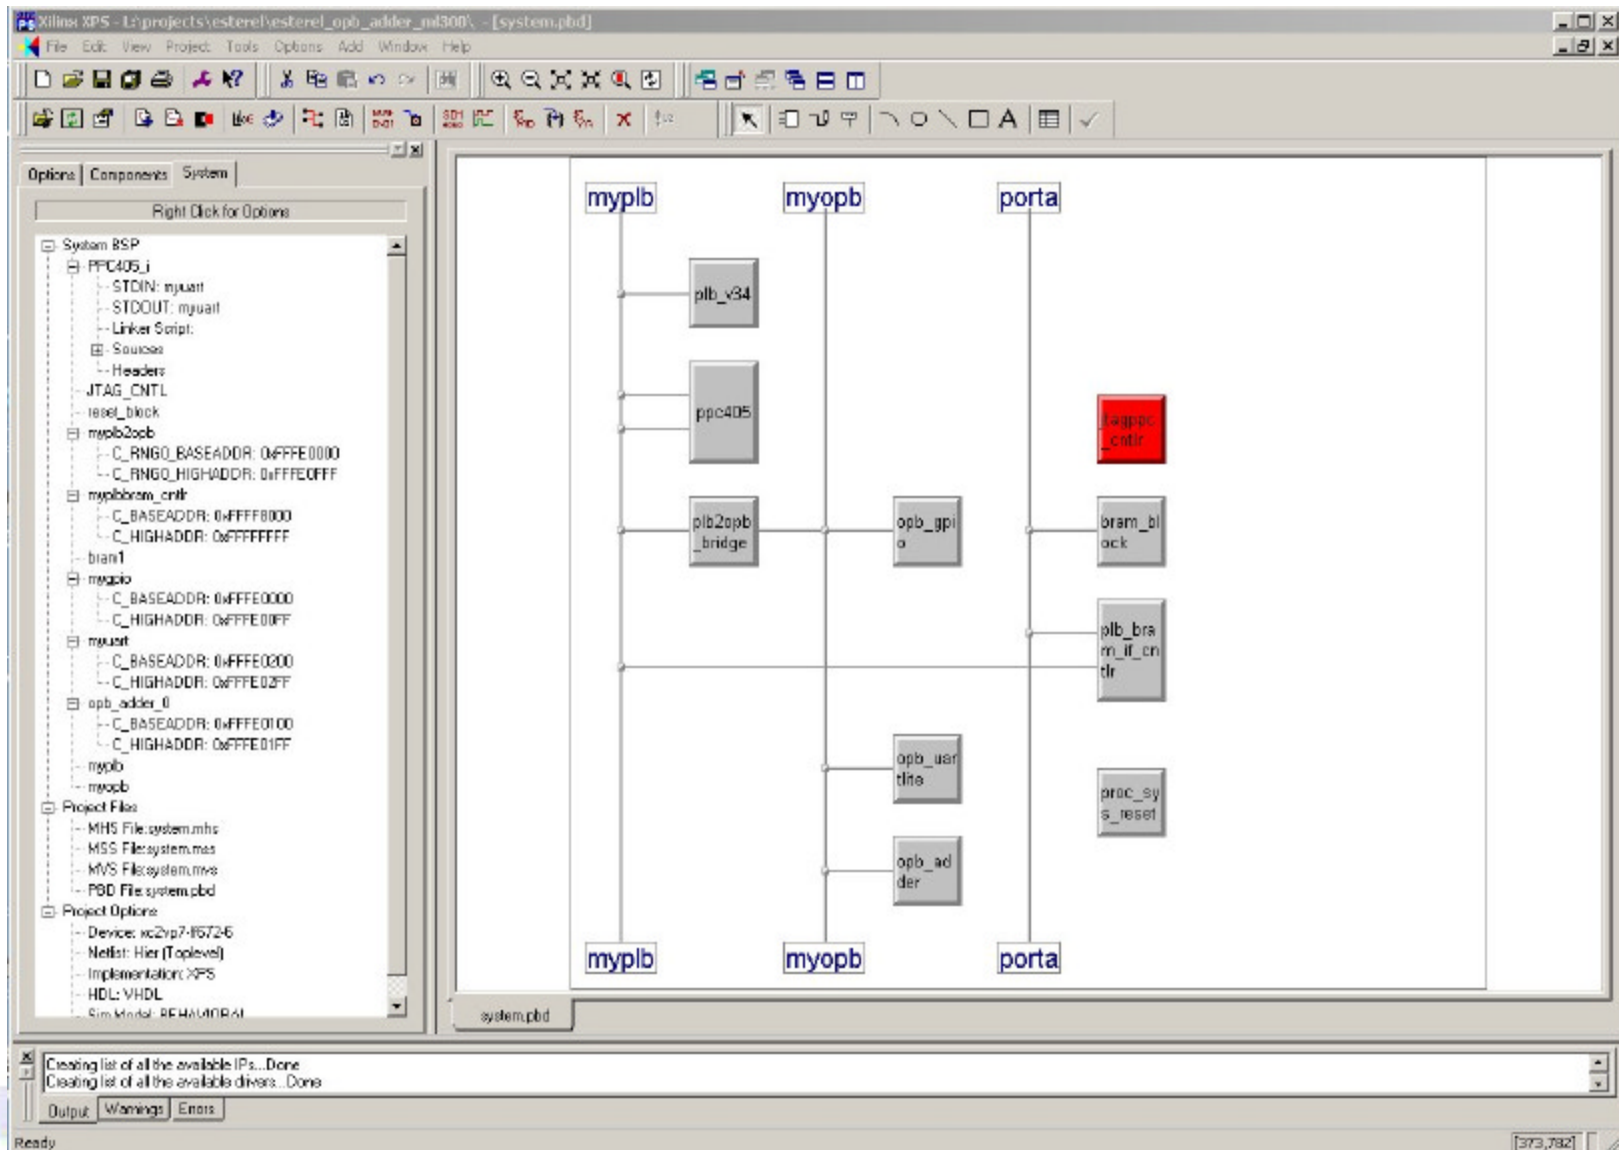 Xilinx XPS - L:\projects\esterel\esterel_opb_adder_ml300\ - [system.pbd]
File Edit View Project Tools Options Add Window Help
Options Components System
Right Click for Options
System BSP
PPC405_i
STDIN: myuart
STDOUT: myuart
Linker Script:
Sources
Headers
JTAG_CNTL
reset_block
myplb2opb
C_RNG0_BASEADDR: 0xFFFE0000
C_RNG0_HIGHADDR: 0xFFFE0FFF
myplbbram_cntlr
C_BASEADDR: 0xFFFF8000
C_HIGHADDR: 0xFFFFFFFF
bram1
mygpio
C_BASEADDR: 0xFFFE0000
C_HIGHADDR: 0xFFFE00FF
myuart
C_BASEADDR: 0xFFFE0200
C_HIGHADDR: 0xFFFE02FF
opb_adder_0
C_BASEADDR: 0xFFFE0100
C_HIGHADDR: 0xFFFE01FF
myplb
myopb
Project Files
MHS File:system.mhs
MSS File:system.mss
MVS File:system.mvs
PBD File:system.pbd
Project Options
Device: xc2vp7-ff672-6
Netlist: Hier (Toplevel)
Implementation: XPS
HDL: VHDL
Sim Model: BEHAVIORAL
myplb myopb porta
plb_v34
ppc405
jtagppc
_cntlr
plb2opb
_bridge
opb_gpi
o
bram_bl
ock
plb_bra
m_if_cn
tlr
opb_uar
tlite
proc_sy
s_reset
opb_ad
der
myplb myopb porta
system.pbd
Creating list of all the available IPs...Done
Creating list of all the available drivers...Done
Output Warnings Errors
Ready
[373,782]